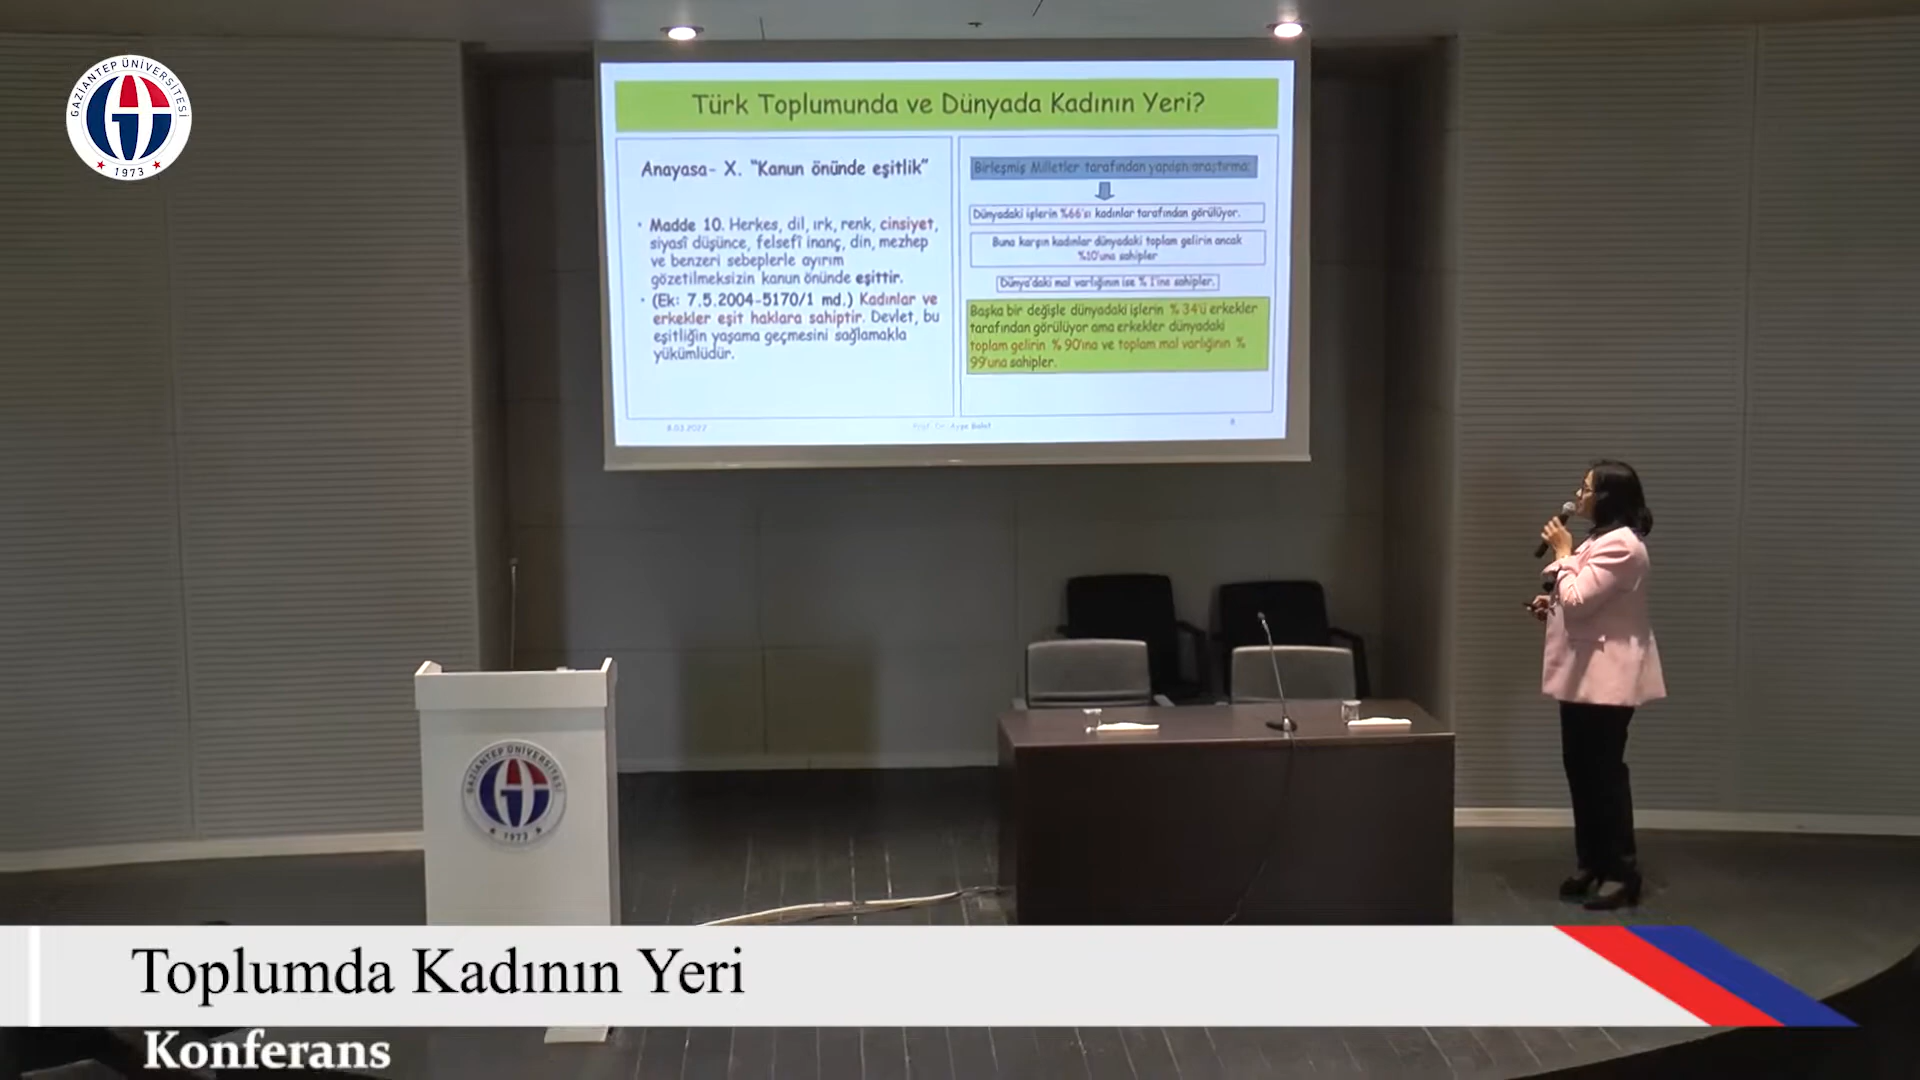 GAZİANTEP ÜNİVERSİTESİ
1973
Türk Toplumunda ve Dünyada Kadının Yeri?
Anayasa- X. "Kanun önünde eşitlik"
• Madde 10. Herkes, dil, ırk, renk, cinsiyet,
siyasî düşünce, felsefî inanç, din, mezhep
ve benzeri sebeplerle ayırım
gözetilmeksizin kanun önünde eşittir.
• (Ek: 7.5.2004-5170/1 md.) Kadınlar ve
erkekler eşit haklara sahiptir. Devlet, bu
eşitliğin yaşama geçmesini sağlamakla
yükümlüdür.
Birleşmiş Milletler tarafından yapılan araştırma:
Dünyadaki işlerin %66'sı kadınlar tarafından görülüyor.
Buna karşın kadınlar dünyadaki toplam gelirin ancak
%10'una sahipler
Dünya'daki mal varlığının ise % 1'ine sahipler.
Başka bir değişle dünyadaki işlerin % 34'ü erkekler
tarafından görülüyor ama erkekler dünyadaki
toplam gelirin % 90'ına ve toplam mal varlığının %
99'una sahipler.
8.03.2022
Prof. Dr. Ayşe Balat
8
GAZİANTEP ÜNİVERSİTESİ
1973
Toplumda Kadının Yeri
Konferans